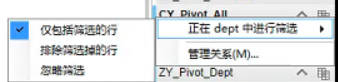 CY_Pivot_All
仅包括筛选的行
正在 dept 中进行筛选
排除筛选掉的行
管理关系(M)...
忽略筛选
ZY_Pivot_Dept